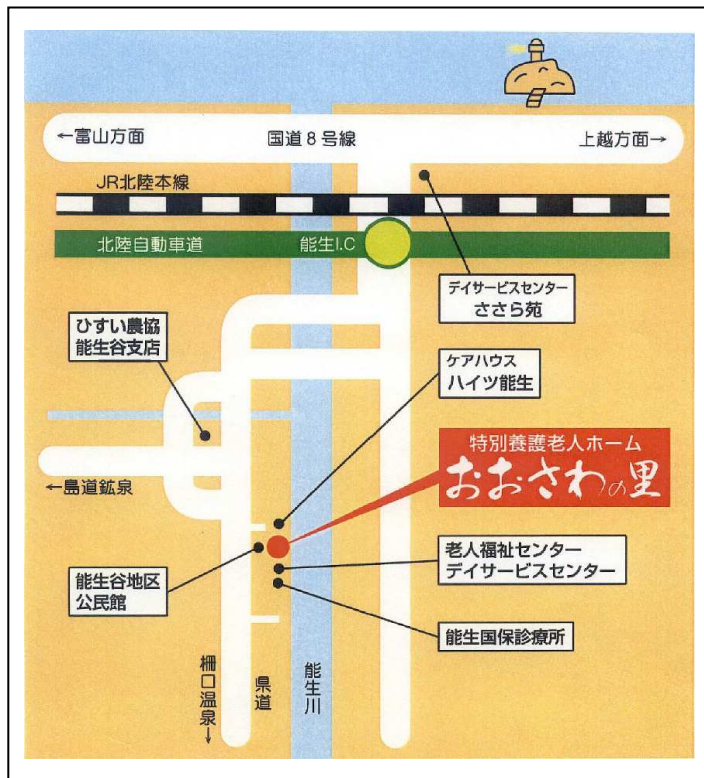 ←富山方面
国道8号線
上越方面→
JR北陸本線
北陸自動車道
能生I.C
デイサービスセンター
ささら苑
ひすい農協
能生谷支店
ケアハウス
ハイツ能生
特別養護老人ホーム
おおさわの里
←島道鉱泉
老人福祉センター
デイサービスセンター
能生谷地区
公民館
能生国保診療所
柵口温泉→
県道
能生川